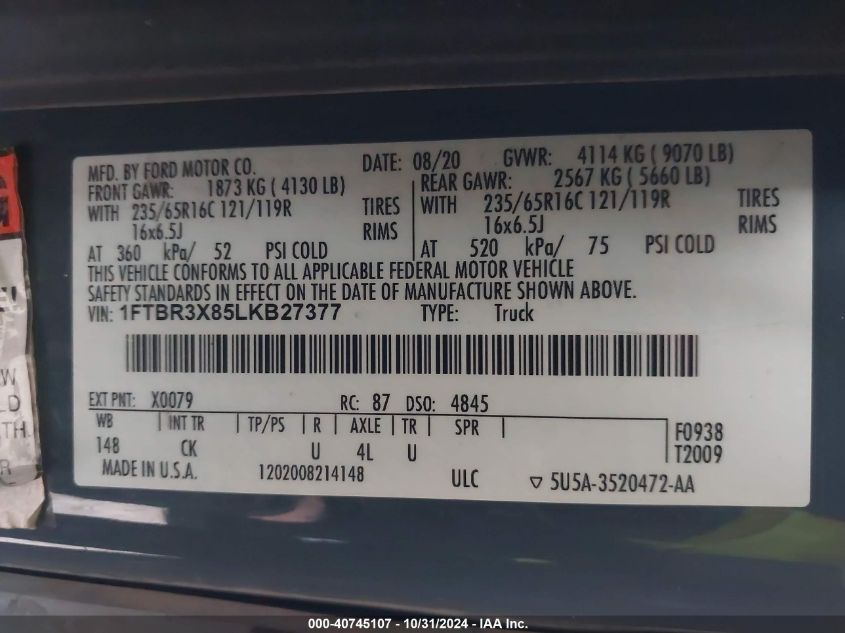 MFD. BY FORD MOTOR CO. DATE: 08/20 GVWR: 4114 KG ( 9070 LB)
FRONT GAWR: 1873 KG ( 4130 LB) REAR GAWR: 2567 KG ( 5660 LB)
WITH 235/65R16C 121/119R TIRES WITH 235/65R16C 121/119R TIRES
16x6.5J RIMS 16x6.5J RIMS
AT 360 kPa/ 52 PSI COLD AT 520 kPa/ 75 PSI COLD
THIS VEHICLE CONFORMS TO ALL APPLICABLE FEDERAL MOTOR VEHICLE
SAFETY STANDARDS IN EFFECT ON THE DATE OF MANUFACTURE SHOWN ABOVE.
VIN: 1FTBR3X85LKB27377 TYPE: Truck
EXT PNT: X0079 RC: 87 DSO: 4845
WB | INT TR | TP/PS | R | AXLE | TR | SPR F0938
148 CK U 4L U T2009
MADE IN U.S.A. 1202008214148 ULC ▽ 5U5A-3520472-AA
W
LD
TH.
R
000-40745107 - 10/31/2024 - IAA Inc.